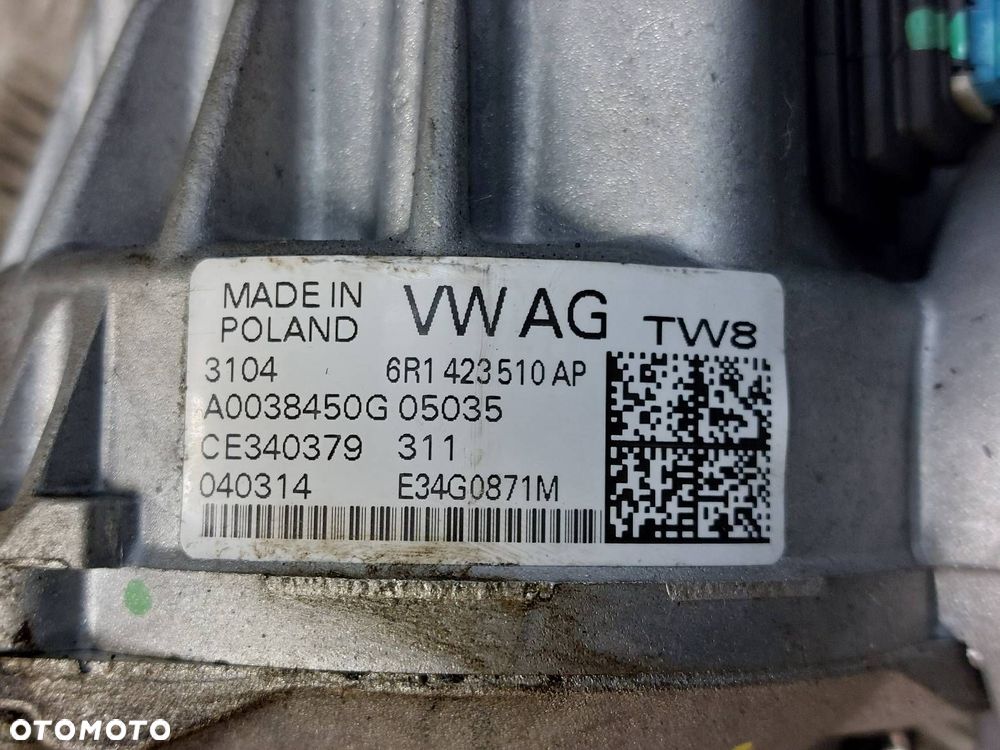 MADE IN
POLAND
VW AG
TW8
3104 6R1 423 510 AP
A0038450G 05035
CE340379 311
040314 E34G0871M
OTOMOTO